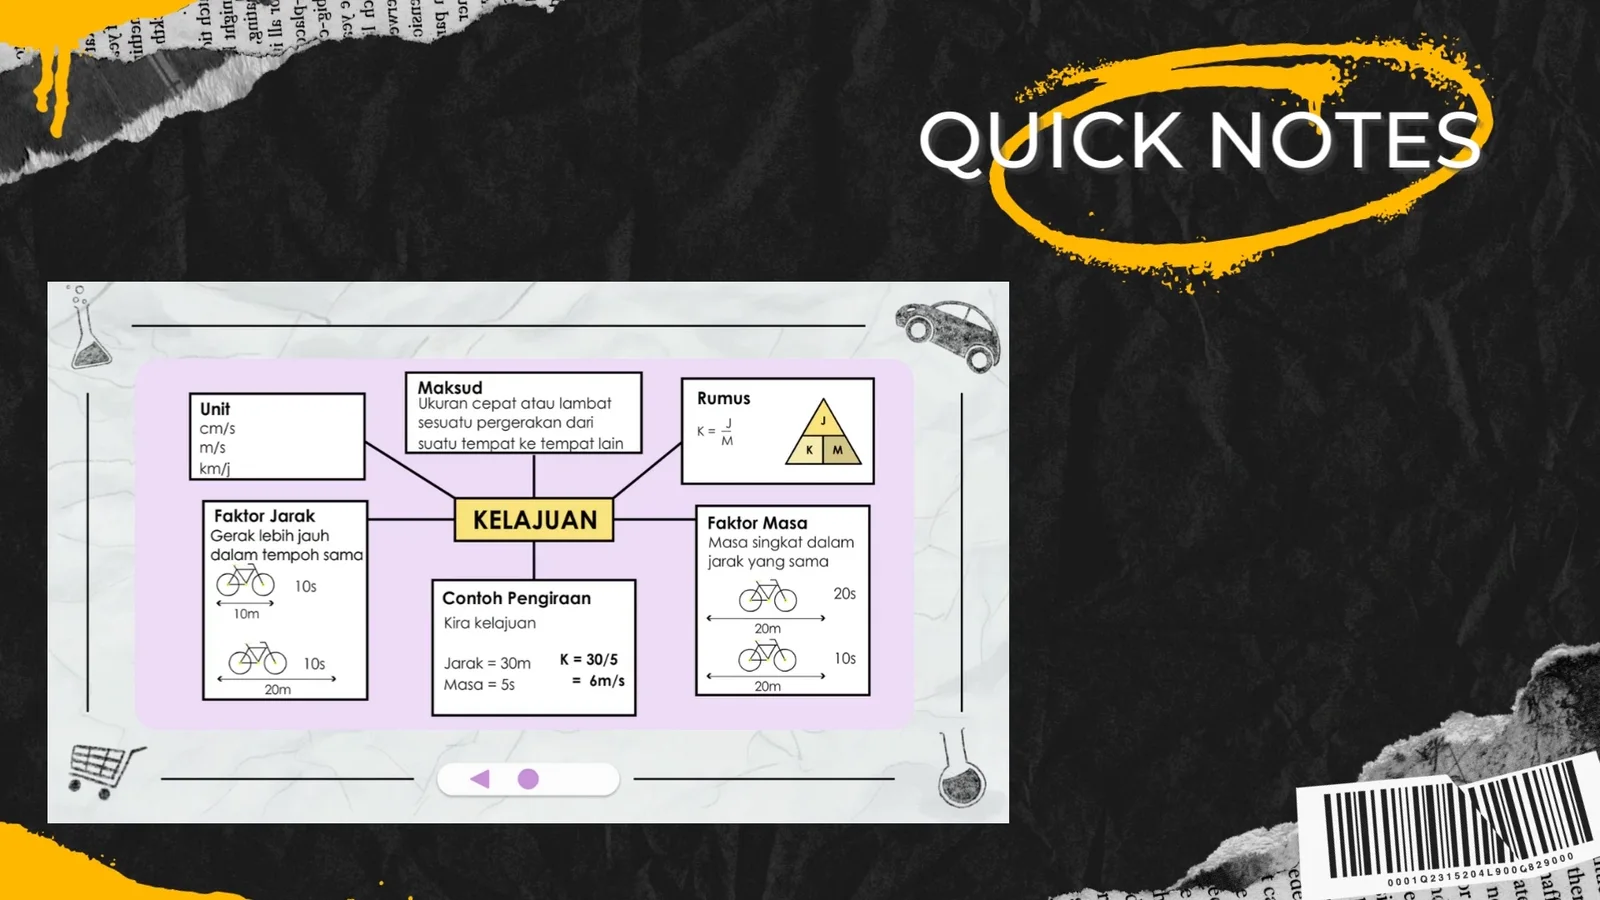 QUICK NOTES
Unit
cm/s
m/s
km/j
Maksud
Ukuran cepat atau lambat
sesuatu pergerakan dari
suatu tempat ke tempat lain
Rumus
K = J
M
J
K M
KELAJUAN
Faktor Jarak
Gerak lebih jauh
dalam tempoh sama
10s
10m
10s
20m
Contoh Pengiraan
Kira kelajuan
Jarak = 30m
Masa = 5s
K = 30/5
= 6m/s
Faktor Masa
Masa singkat dalam
jarak yang sama
20s
20m
10s
20m